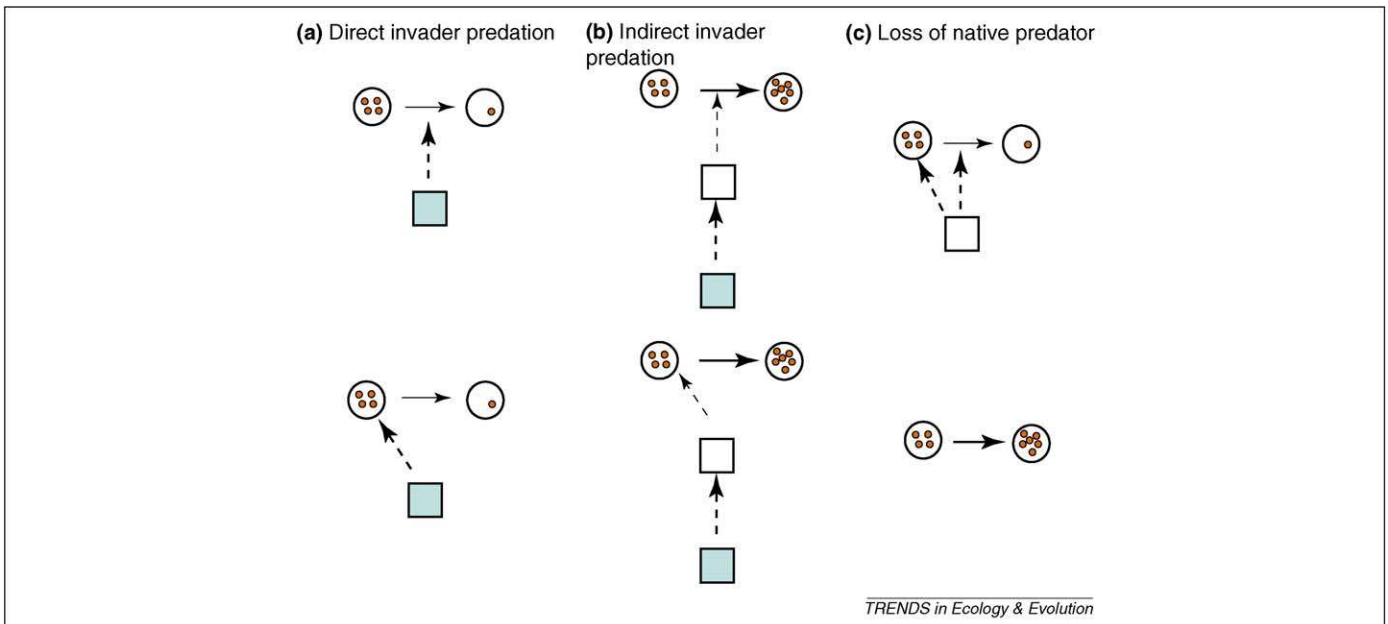 (a) Direct invader predation
(b) Indirect invader
predation
(c) Loss of native predator
TRENDS in Ecology & Evolution